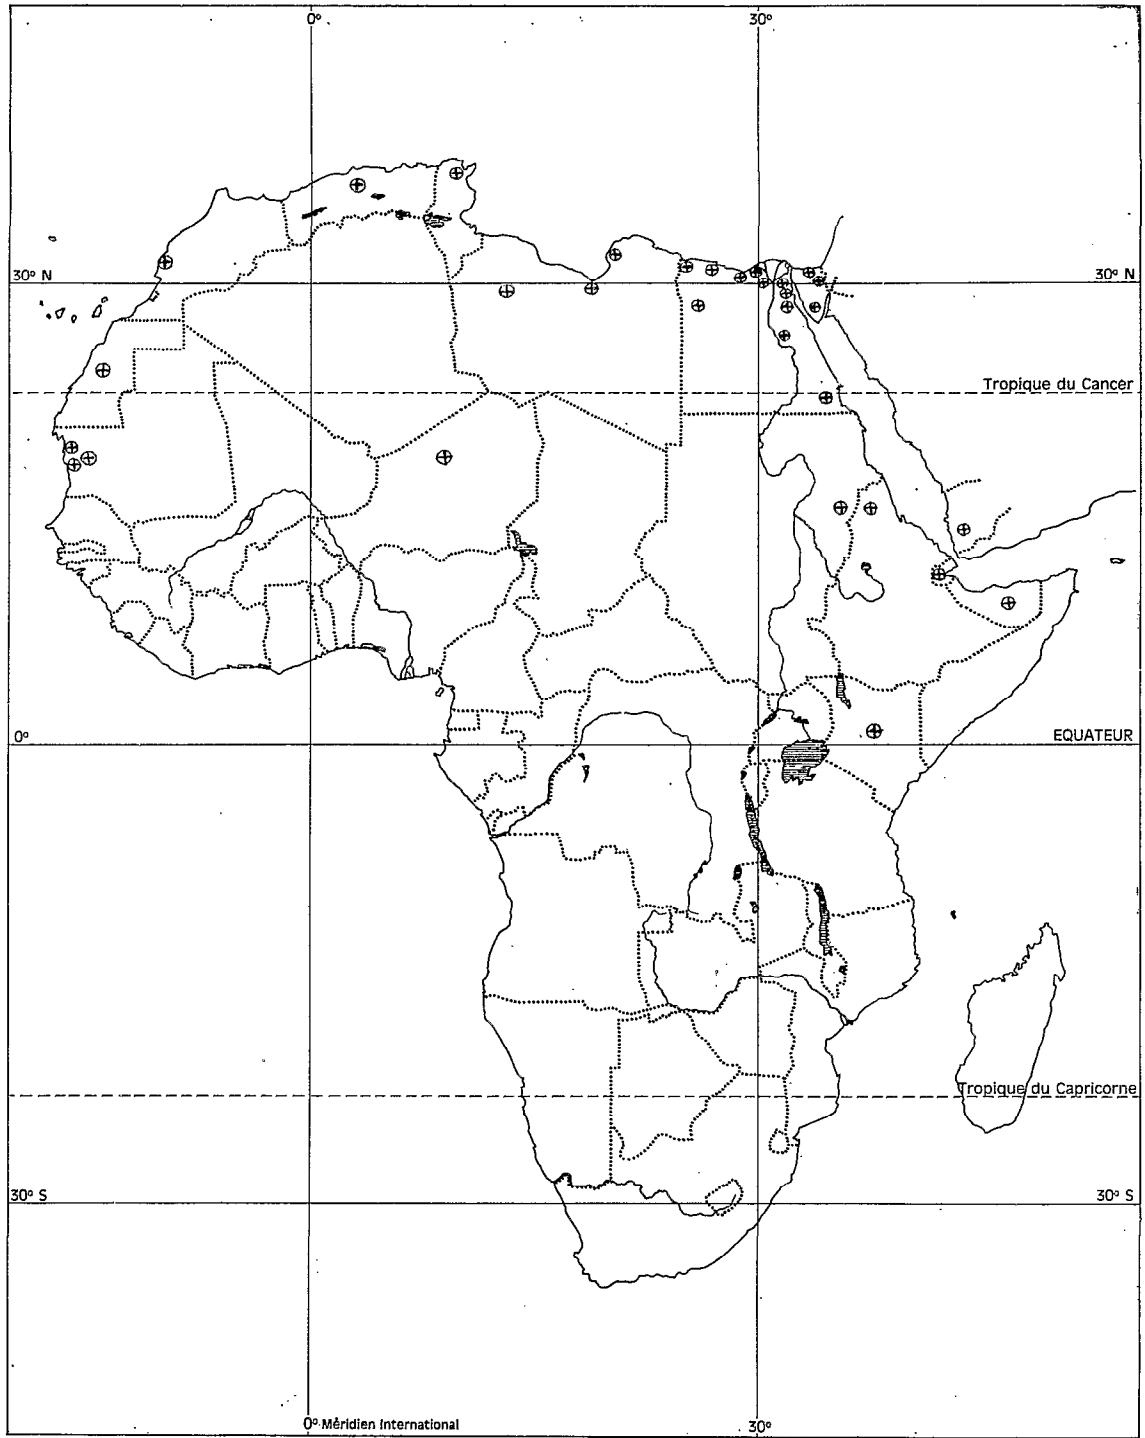 0° 30°
30° N 30° N
Tropique du Cancer
0° EQUATEUR
Tropique du Capricorne
30° S 30° S
0° Méridien International 30°